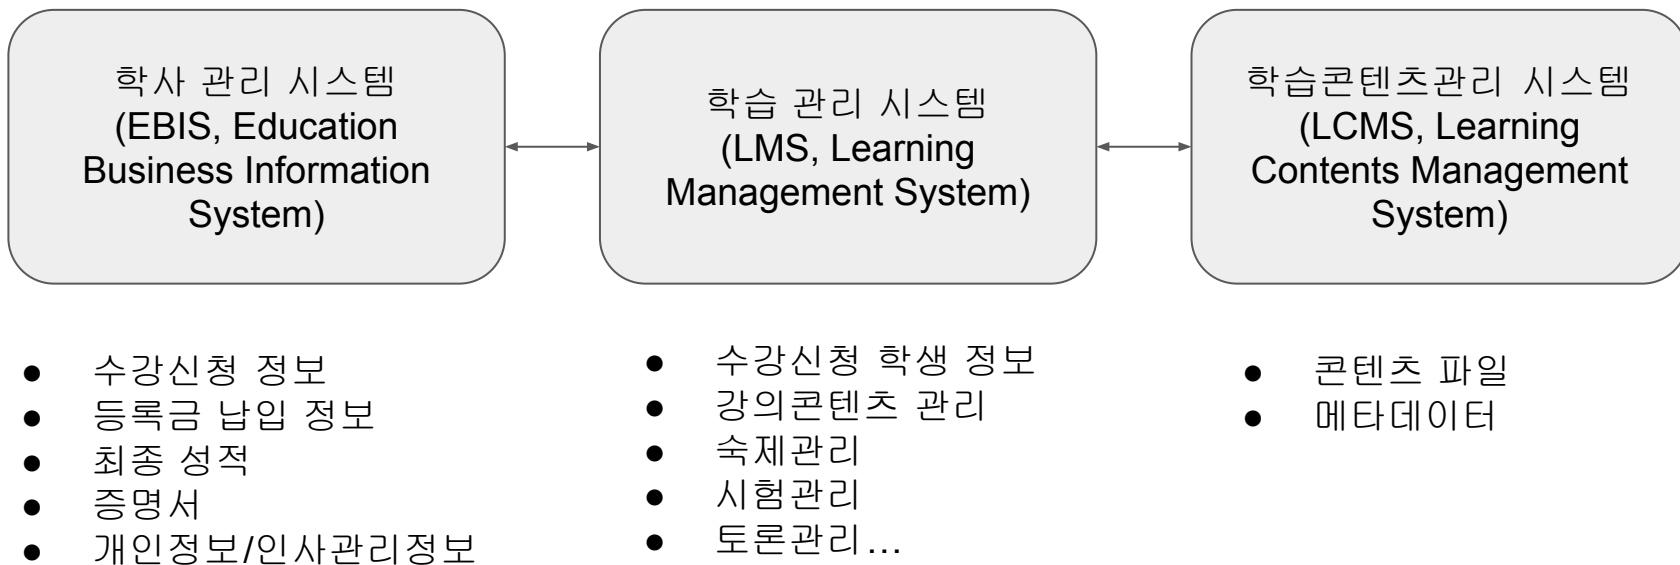 학사 관리 시스템
(EBIS, Education
Business Information
System)
학습 관리 시스템
(LMS, Learning
Management System)
학습콘텐츠관리 시스템
(LCMS, Learning
Contents Management
System)
● 수강신청 정보
● 등록금 납입 정보
● 최종 성적
● 증명서
● 개인정보/인사관리정보
● 수강신청 학생 정보
● 강의콘텐츠 관리
● 숙제관리
● 시험관리
● 토론관리...
● 콘텐츠 파일
● 메타데이터